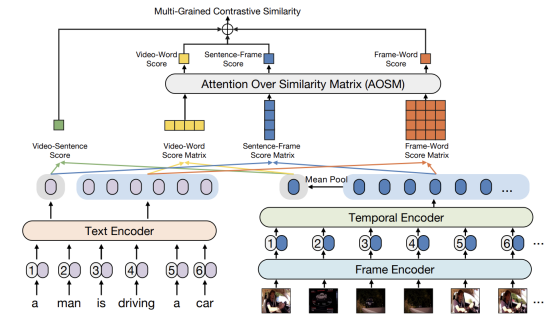 Multi-Grained Contrastive Similarity
Video-Word
Score
Sentence-Frame
Score
Frame-Word
Score
Attention Over Similarity Matrix (AOSM)
Video-Sentence
Score
Video-Word
Score Matrix
Sentence-Frame
Score Matrix
Frame-Word
Score Matrix
Mean Pool
...
Temporal Encoder
Text Encoder
1 2 3 4 5 6 ...
Frame Encoder
1 2 3 4 5 6
a man is driving a car
...